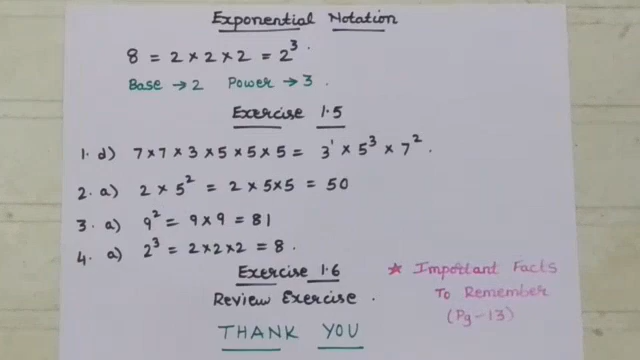 Exponential Notation
8 = 2 × 2 × 2 = 2³.
Base → 2 Power → 3
Exercise 1.5
1. d) 7 × 7 × 3 × 5 × 5 × 5 = 3¹ × 5³ × 7².
2. a) 2 × 5² = 2 × 5 × 5 = 50
3. a) 9² = 9 × 9 = 81
4. a) 2³ = 2 × 2 × 2 = 8.
Exercise 1.6
Review Exercise.
THANK YOU
★ Important Facts
To Remember
(Pg - 13)